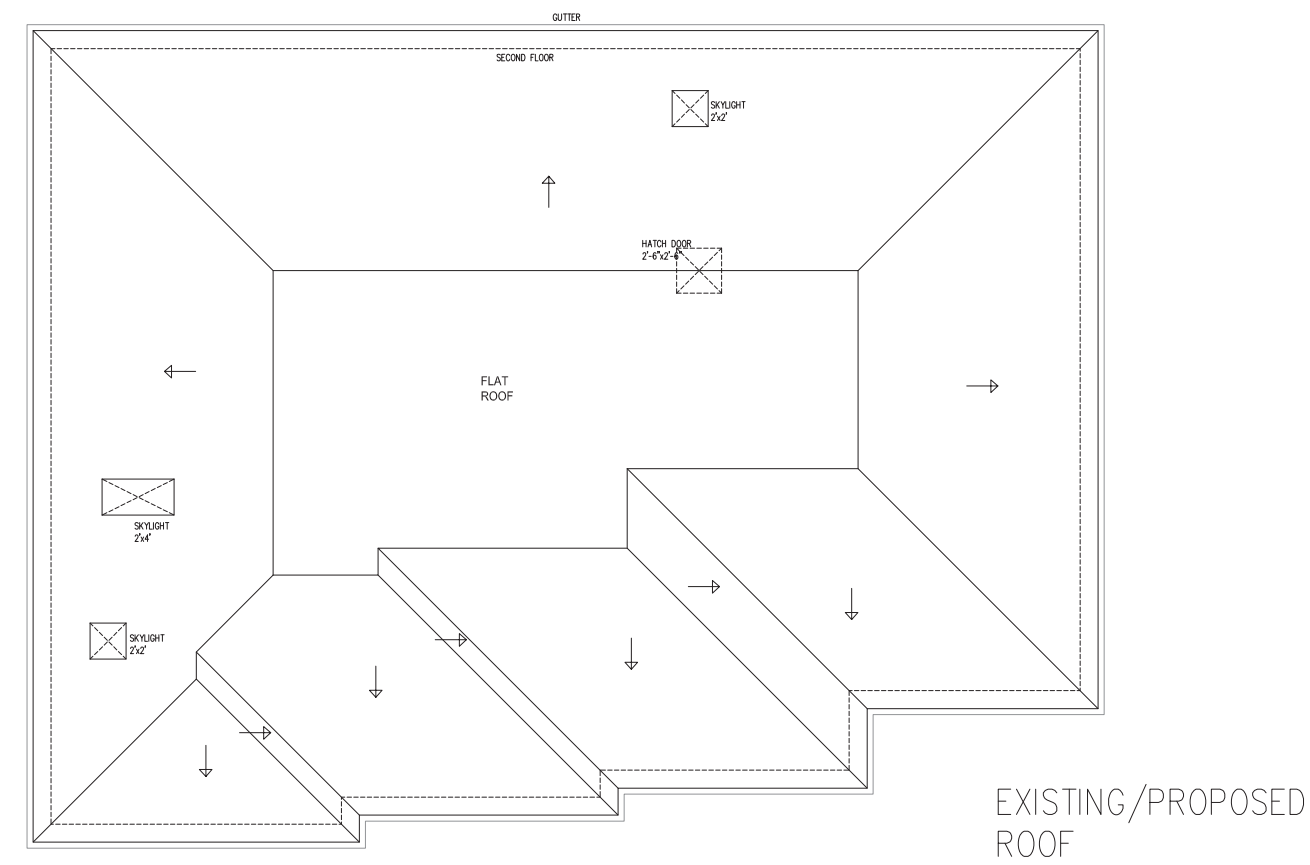 GUTTER
SECOND FLOOR
SKYLIGHT
2'x2'
HATCH DOOR
2'-6"x2'-6"
FLAT
ROOF
SKYLIGHT
2'x4'
SKYLIGHT
2'x2'
EXISTING/PROPOSED
ROOF